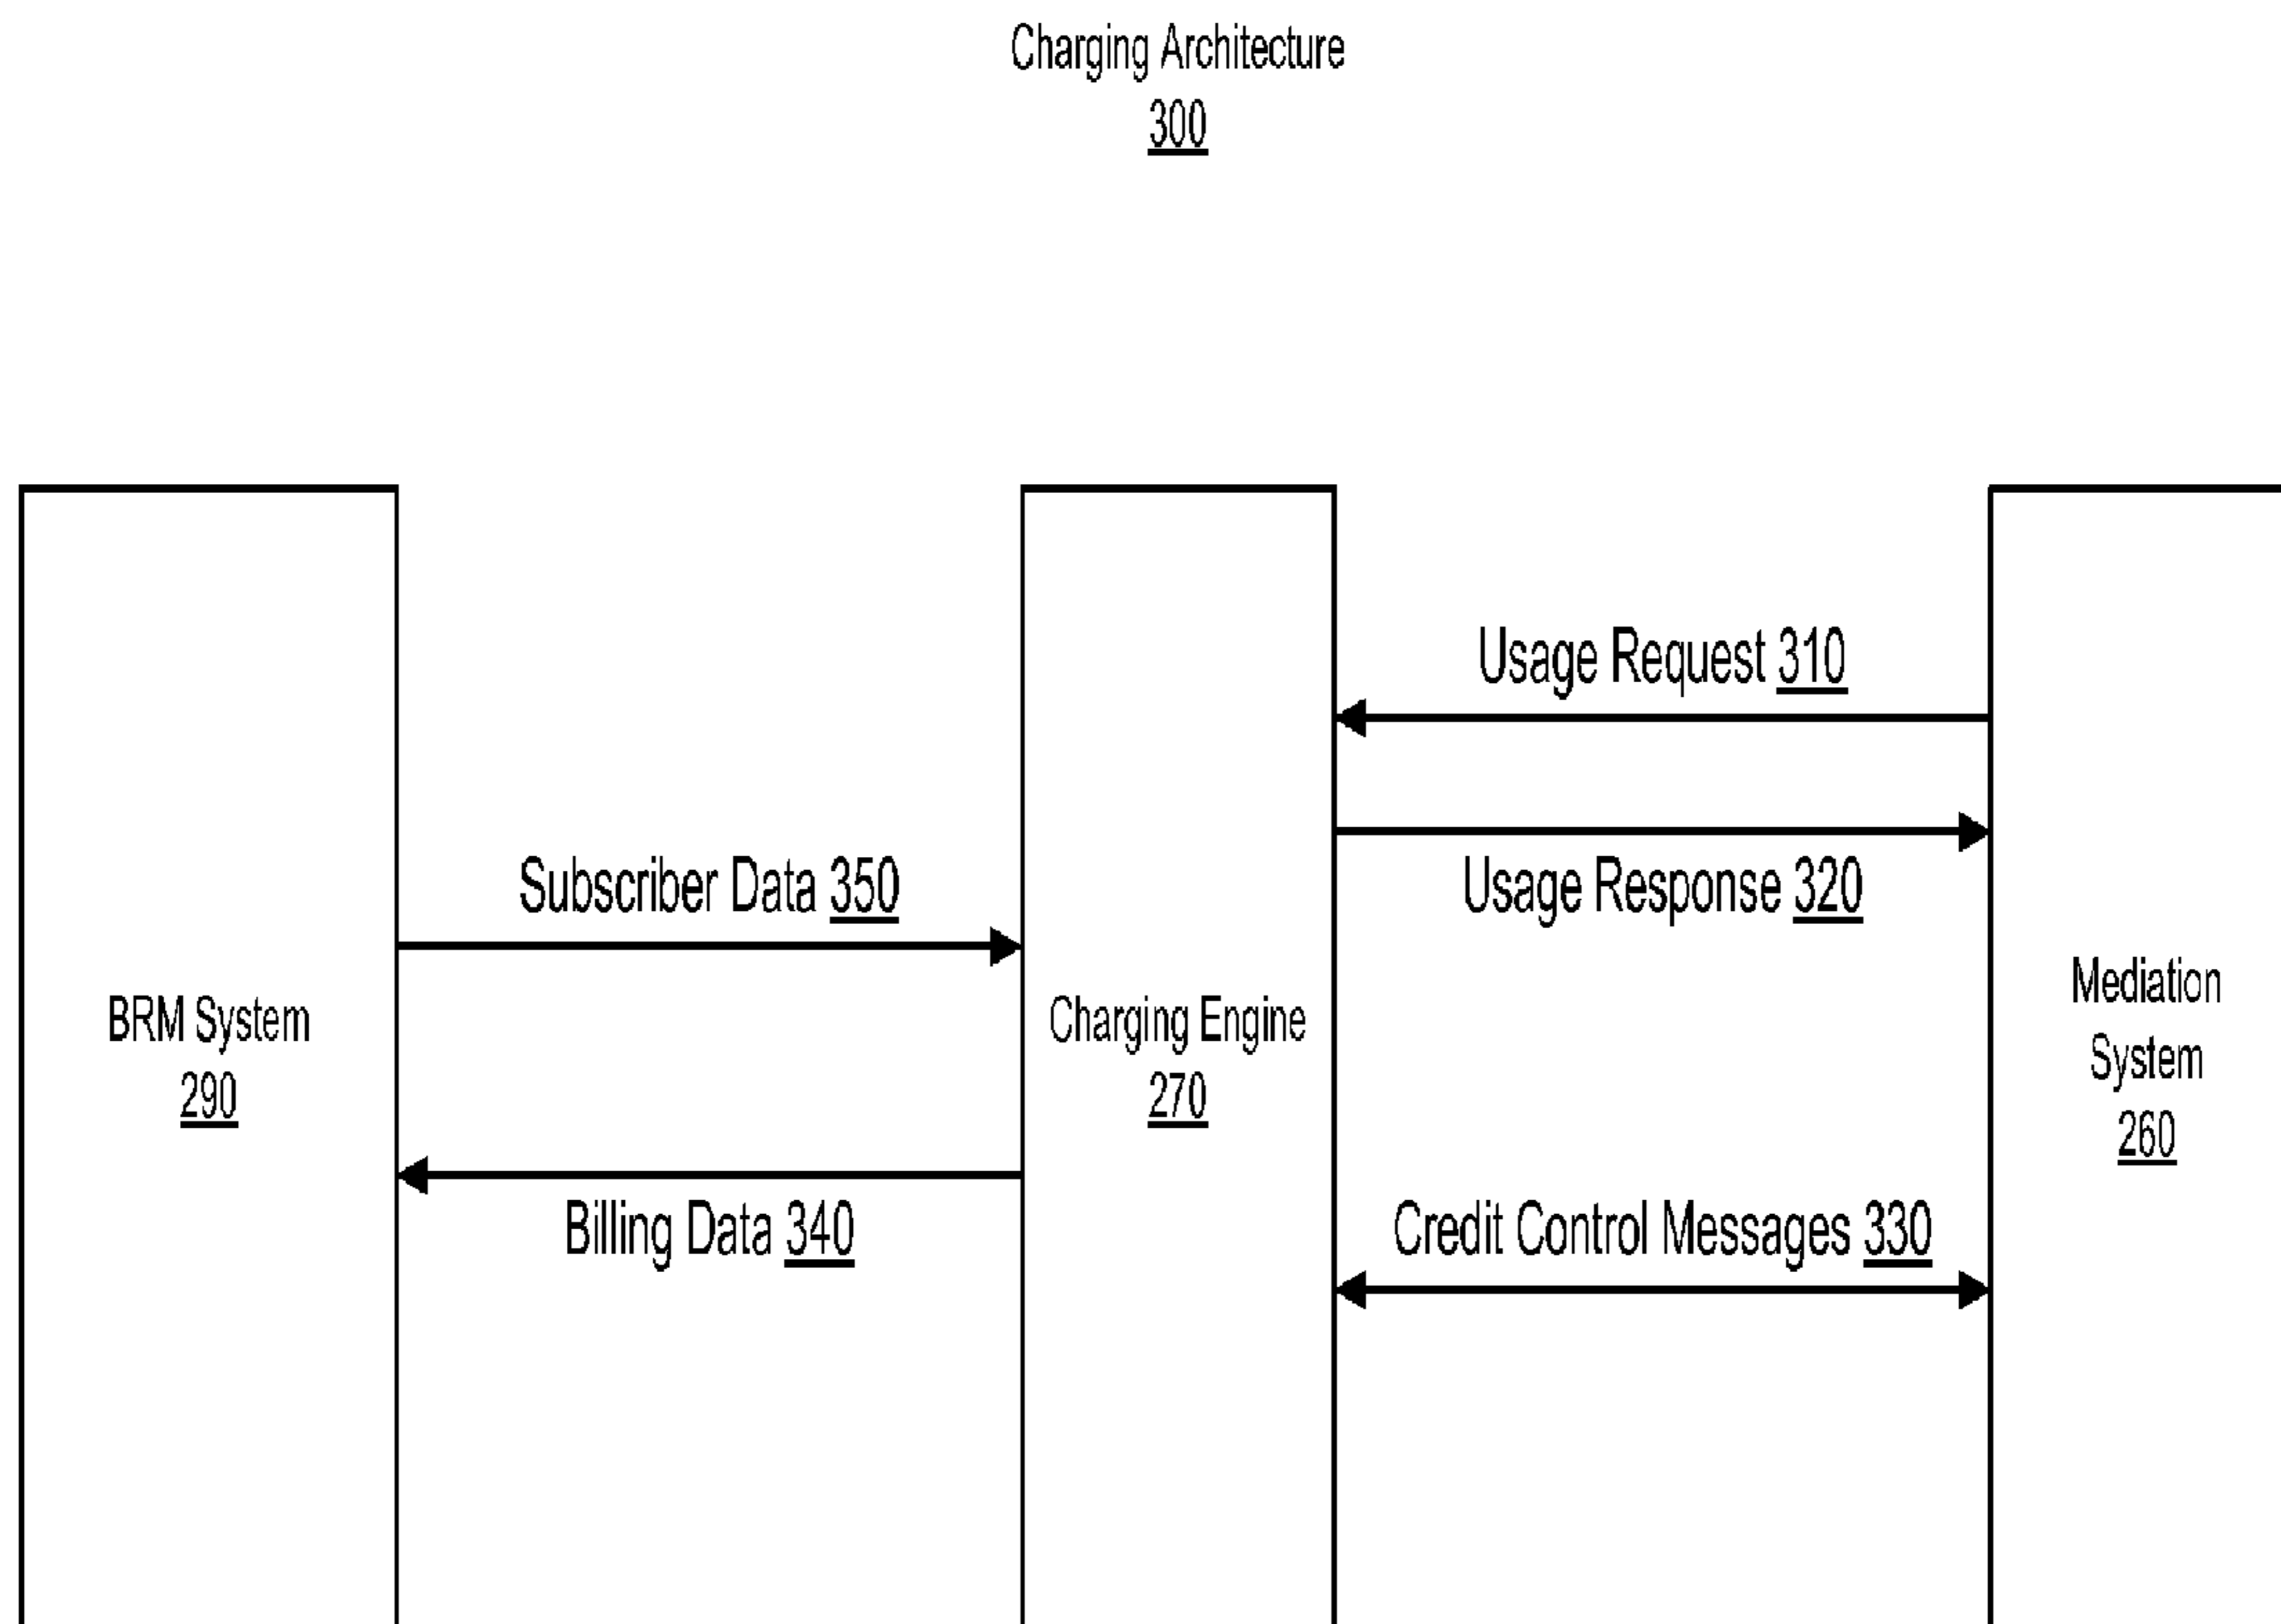 Charging Architecture
300
Usage Request 310
Subscriber Data 350
Usage Response 320
BRM System
290
Charging Engine
270
Mediation
System
260
Billing Data 340
Credit Control Messages 330